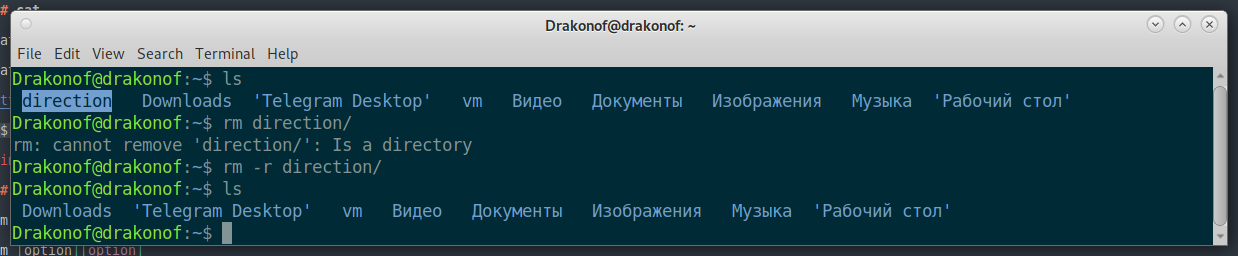 # cat
Drakonof@drakonof: ~
File Edit View Search Terminal Help
Drakonof@drakonof:~$ ls
direction Downloads 'Telegram Desktop' vm Видео Документы Изображения Музыка 'Рабочий стол'
Drakonof@drakonof:~$ rm direction/
rm: cannot remove 'direction/': Is a directory
Drakonof@drakonof:~$ rm -r direction/
Drakonof@drakonof:~$ ls
Downloads 'Telegram Desktop' vm Видео Документы Изображения Музыка 'Рабочий стол'
Drakonof@drakonof:~$
m |option||option|